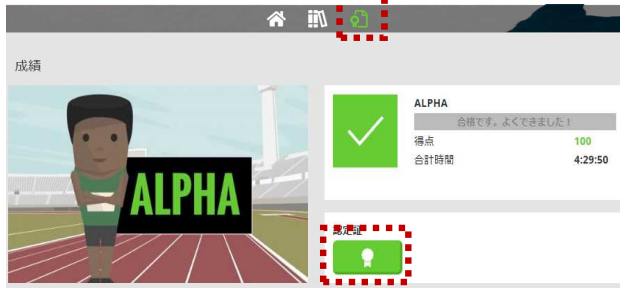 成績
ALPHA
ALPHA
合格です。よくできました！
得点 100
合計時間 4:29:50
認定証